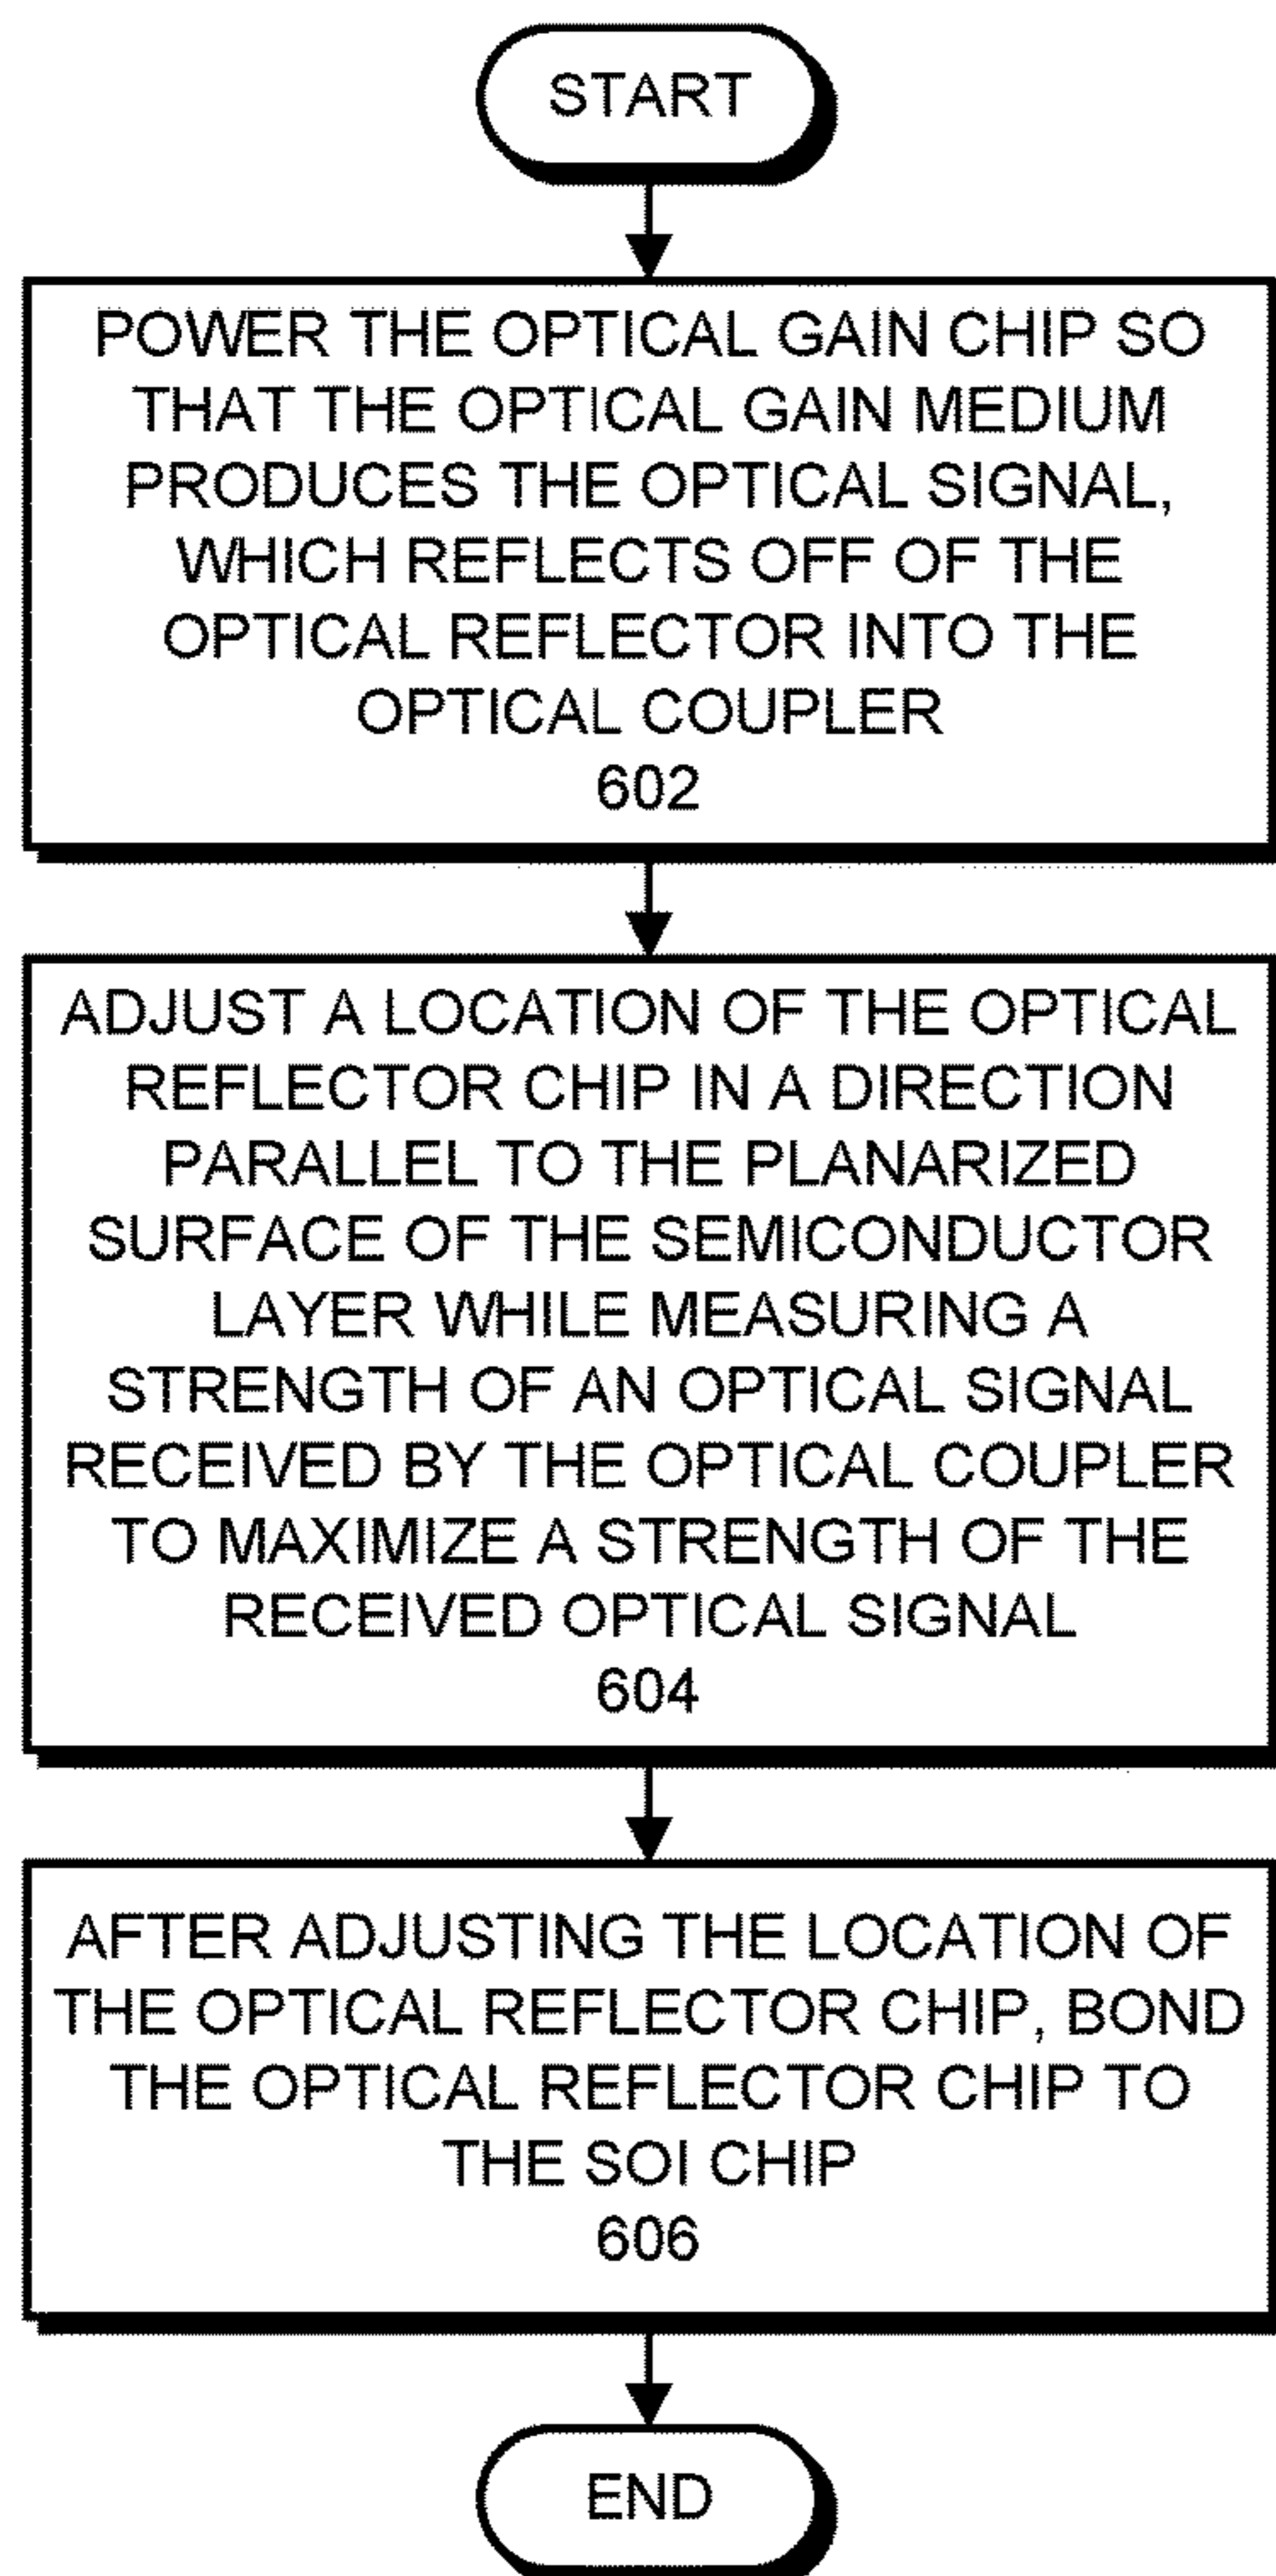 START
POWER THE OPTICAL GAIN CHIP SO
THAT THE OPTICAL GAIN MEDIUM
PRODUCES THE OPTICAL SIGNAL,
WHICH REFLECTS OFF OF THE
OPTICAL REFLECTOR INTO THE
OPTICAL COUPLER
602
ADJUST A LOCATION OF THE OPTICAL
REFLECTOR CHIP IN A DIRECTION
PARALLEL TO THE PLANARIZED
SURFACE OF THE SEMICONDUCTOR
LAYER WHILE MEASURING A
STRENGTH OF AN OPTICAL SIGNAL
RECEIVED BY THE OPTICAL COUPLER
TO MAXIMIZE A STRENGTH OF THE
RECEIVED OPTICAL SIGNAL
604
AFTER ADJUSTING THE LOCATION OF
THE OPTICAL REFLECTOR CHIP, BOND
THE OPTICAL REFLECTOR CHIP TO
THE SOI CHIP
606
END